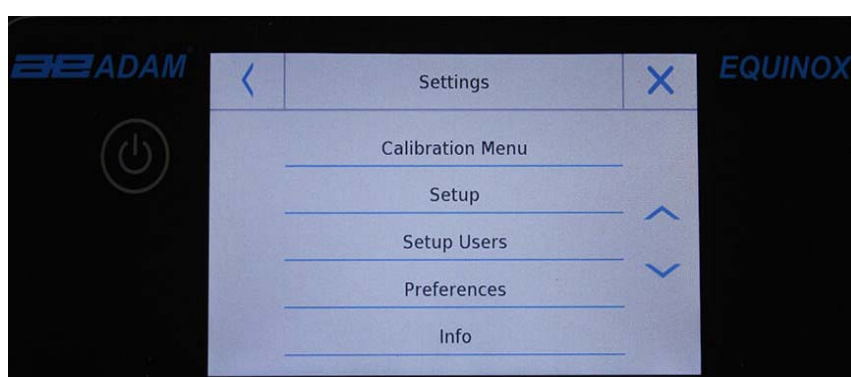 ADAM
EQUINOX
Settings
Calibration Menu
Setup
Setup Users
Preferences
Info